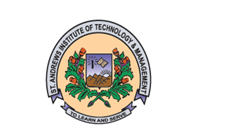 ST. ANDREWS INSTITUTE OF TECHNOLOGY & MANAGEMENT
TO LEARN AND SERVE